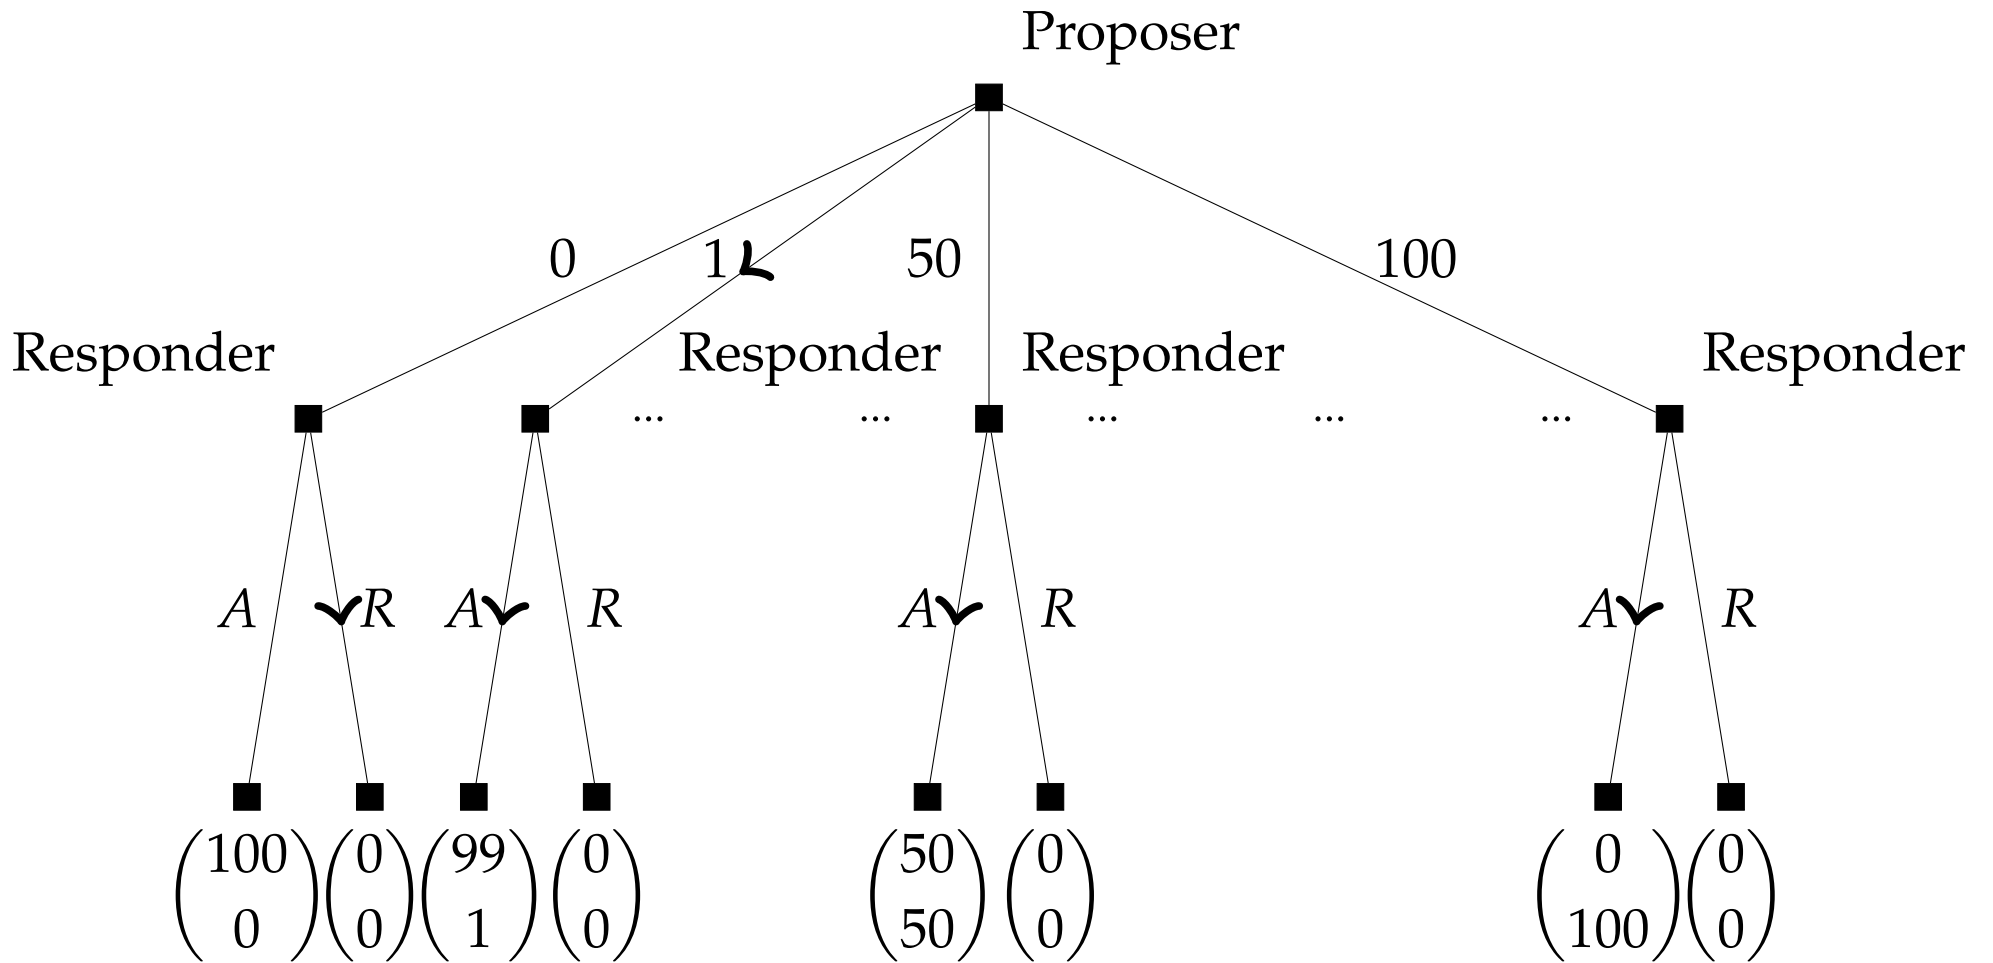 Proposer
0 1 50 100
Responder Responder Responder Responder
... ... ... ... ...
A R A R A R A R
(100 0) (0 0) (99 1) (0 0) (50 50) (0 0) (0 100) (0 0)